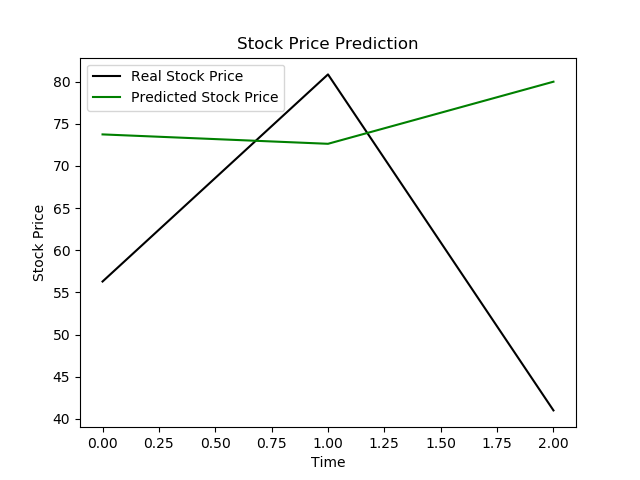 Stock Price Prediction
Real Stock Price
Predicted Stock Price
Stock Price
80
75
70
65
60
55
50
45
40
0.00 0.25 0.50 0.75 1.00 1.25 1.50 1.75 2.00
Time